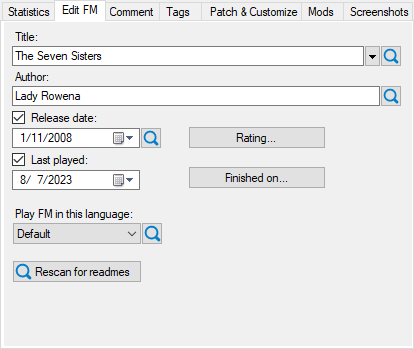 Statistics Edit FM Comment Tags Patch & Customize Mods Screenshots
Title:
The Seven Sisters
Author:
Lady Rowena
Release date:
1/11/2008 Rating...
Last played:
8/ 7/2023 Finished on...
Play FM in this language:
Default
Rescan for readmes